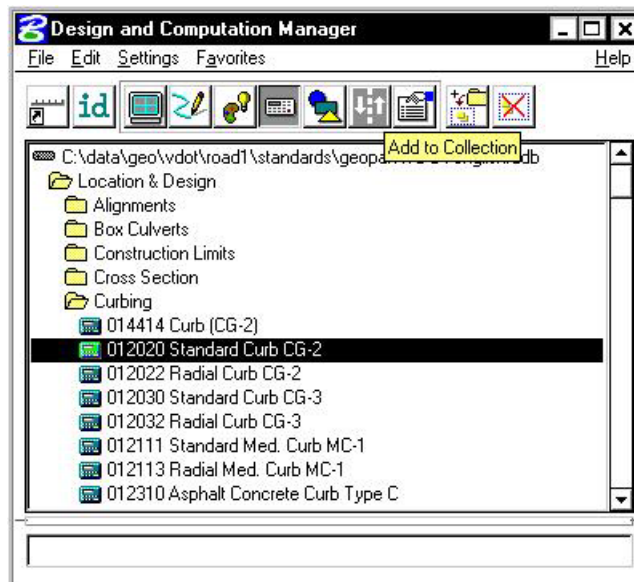 Design and Computation Manager
File Edit Settings Favorites Help
id
Add to Collection
C:\data\geo\vdot\road1\standards\geopa
Location & Design
Alignments
Box Culverts
Construction Limits
Cross Section
Curbing
014414 Curb (CG-2)
012020 Standard Curb CG-2
012022 Radial Curb CG-2
012030 Standard Curb CG-3
012032 Radial Curb CG-3
012111 Standard Med. Curb MC-1
012113 Radial Med. Curb MC-1
012310 Asphalt Concrete Curb Type C